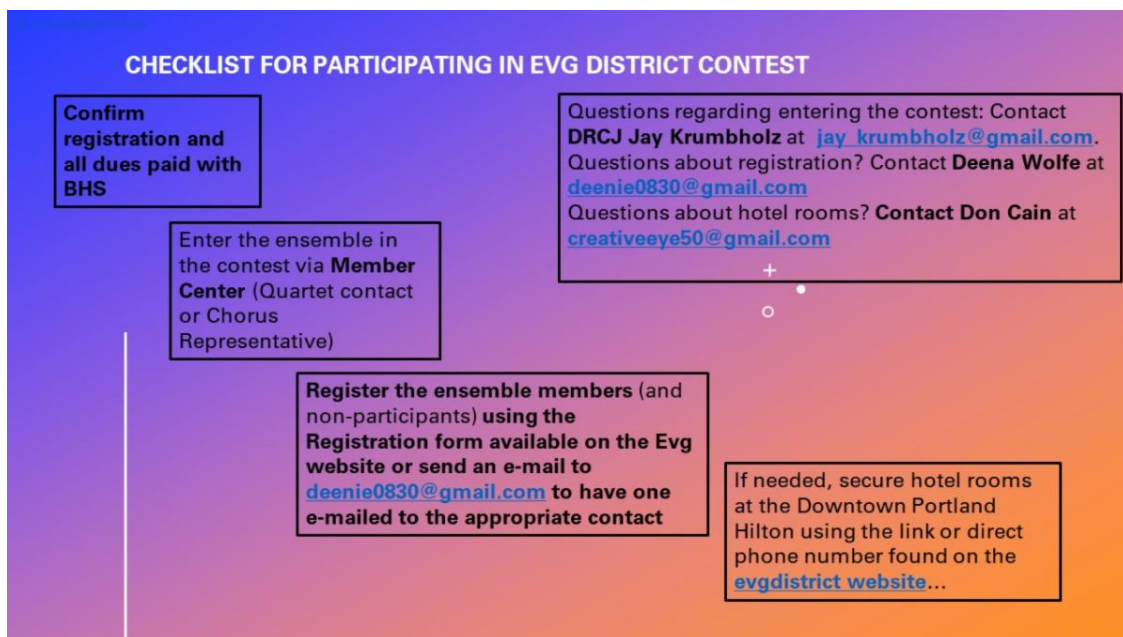 CHECKLIST FOR PARTICIPATING IN EVG DISTRICT CONTEST
Confirm
registration and
all dues paid with
BHS
Enter the ensemble in
the contest via Member
Center (Quartet contact
or Chorus
Representative)
Register the ensemble members (and
non-participants) using the
Registration form available on the Evg
website or send an e-mail to
deenie0830@gmail.com to have one
e-mailed to the appropriate contact
Questions regarding entering the contest: Contact
DRCJ Jay Krumbholz at jay_krumbholz@gmail.com.
Questions about registration? Contact Deena Wolfe at
deenie0830@gmail.com
Questions about hotel rooms? Contact Don Cain at
creativeeye50@gmail.com
If needed, secure hotel rooms
at the Downtown Portland
Hilton using the link or direct
phone number found on the
evgdistrict website...